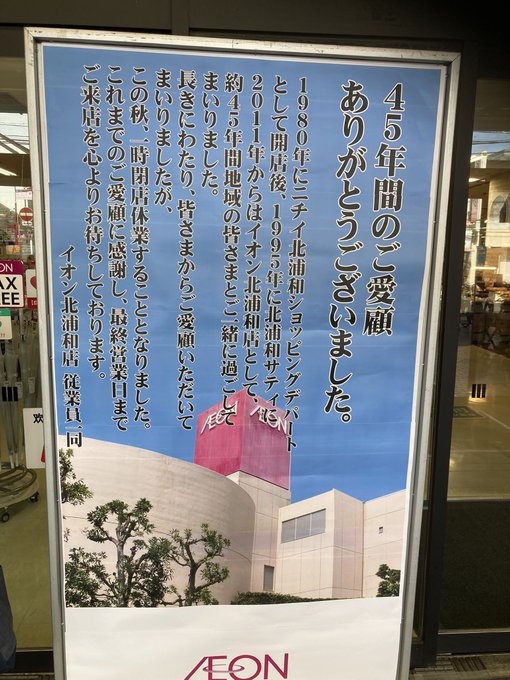 45年間のご愛顧
ありがとうございました。
1980年にニチイ北浦和ショッピングデパート
として開店後、1995年に北浦和サティに
2011年からはイオン北浦和店として、
約45年間地域の皆さまとご一緒に過ごして
まいりました。
長きにわたり、皆さまからご愛顧いただいて
まいりましたが、
この秋、一時閉店休業することとなりました。
これまでのご愛顧に感謝し、最終営業日まで
ご来店を心よりお待ちしております。
イオン北浦和店 従業員一同
ÆON
ÆON
ÆON